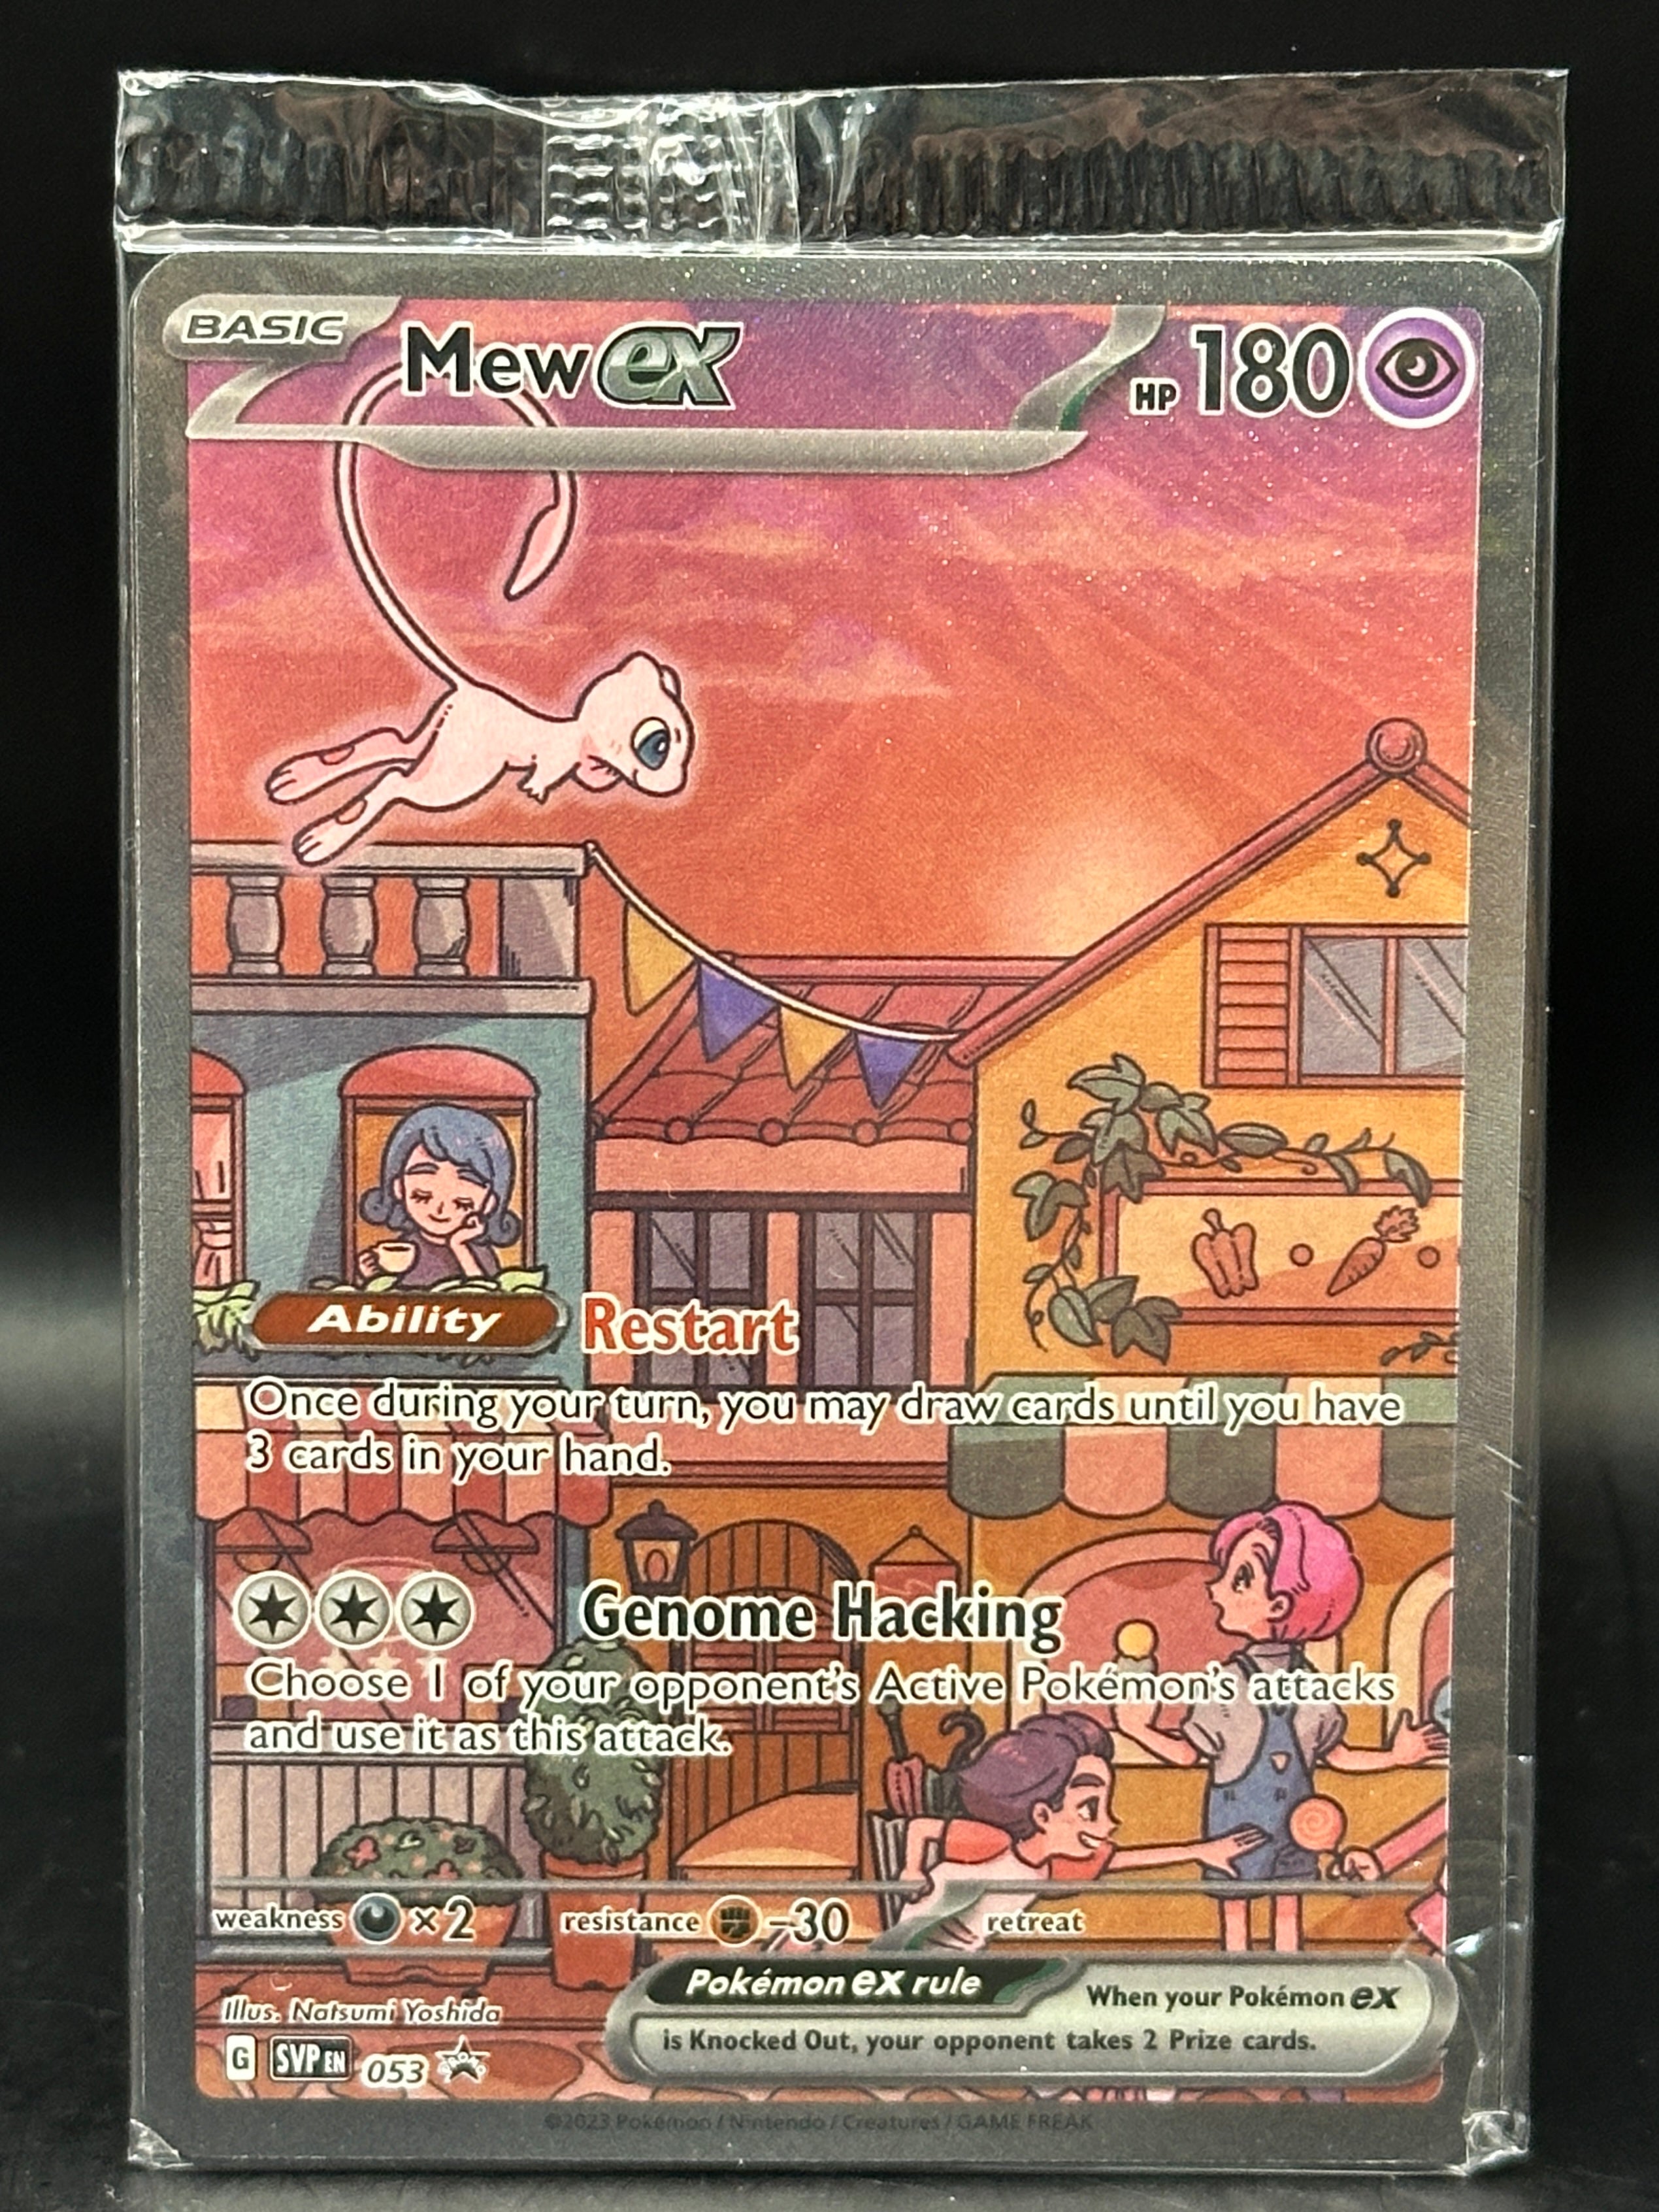 BASIC
Mew ex
HP 180
Ability Restart
Once during your turn, you may draw cards until you have
3 cards in your hand.
Genome Hacking
Choose 1 of your opponent's Active Pokémon's attacks
and use it as this attack.
weakness ×2 resistance -30 retreat
Pokémon ex rule
When your Pokémon ex
is Knocked Out, your opponent takes 2 Prize cards.
Illus. Natsumi Yoshida
G SVP EN 053 PROMO
©2023 Pokémon / Nintendo / Creatures / GAME FREAK